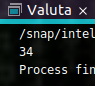 Valuta
/snap/intel
34
Process fin